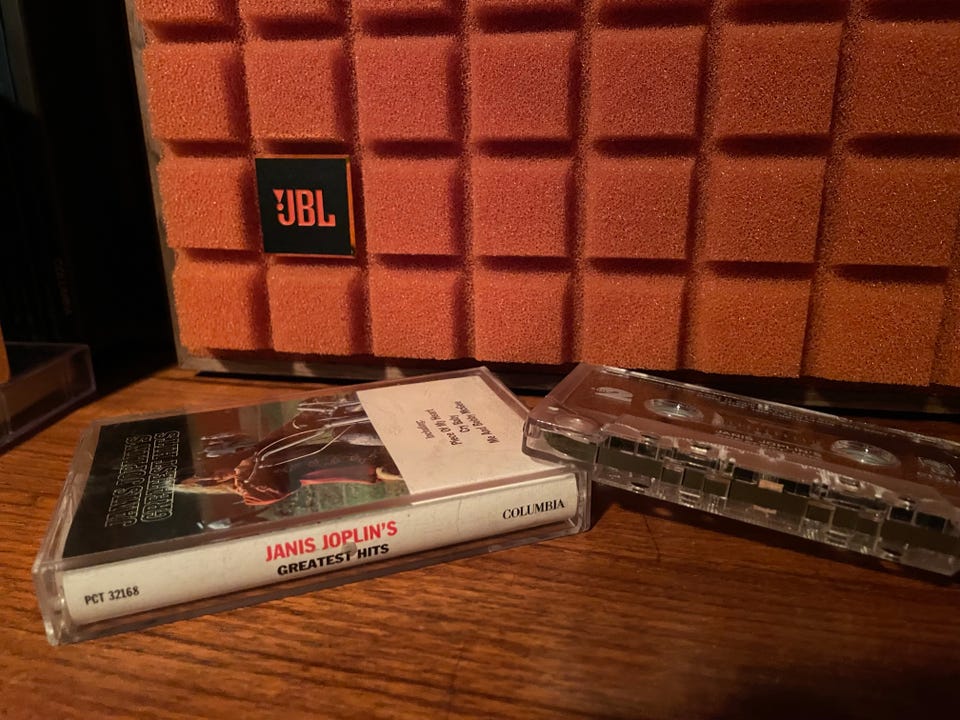 JBL
JANIS JOPLIN'S
GREATEST HITS
Including:
Piece Of My Heart
Cry Baby
Me And Bobby McGee
JANIS JOPLIN'S
GREATEST HITS
COLUMBIA
PCT 32168